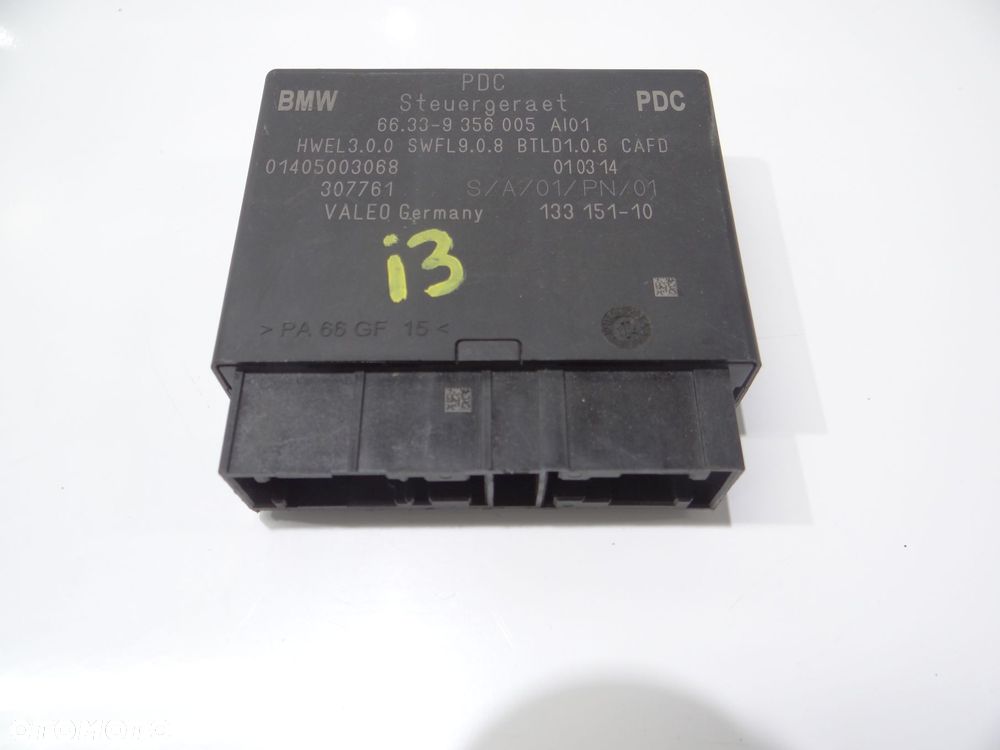 PDC
BMW Steuergeraet PDC
66.33-9 356 005 AI01
HWEL3.0.0 SWFL9.0.8 BTLD1.0.6 CAFD
01405003068 010314
307761 S/A/01/PN/01
VALEO Germany 133 151-10
i3
>PA 66 GF 15<
OTOMOTO